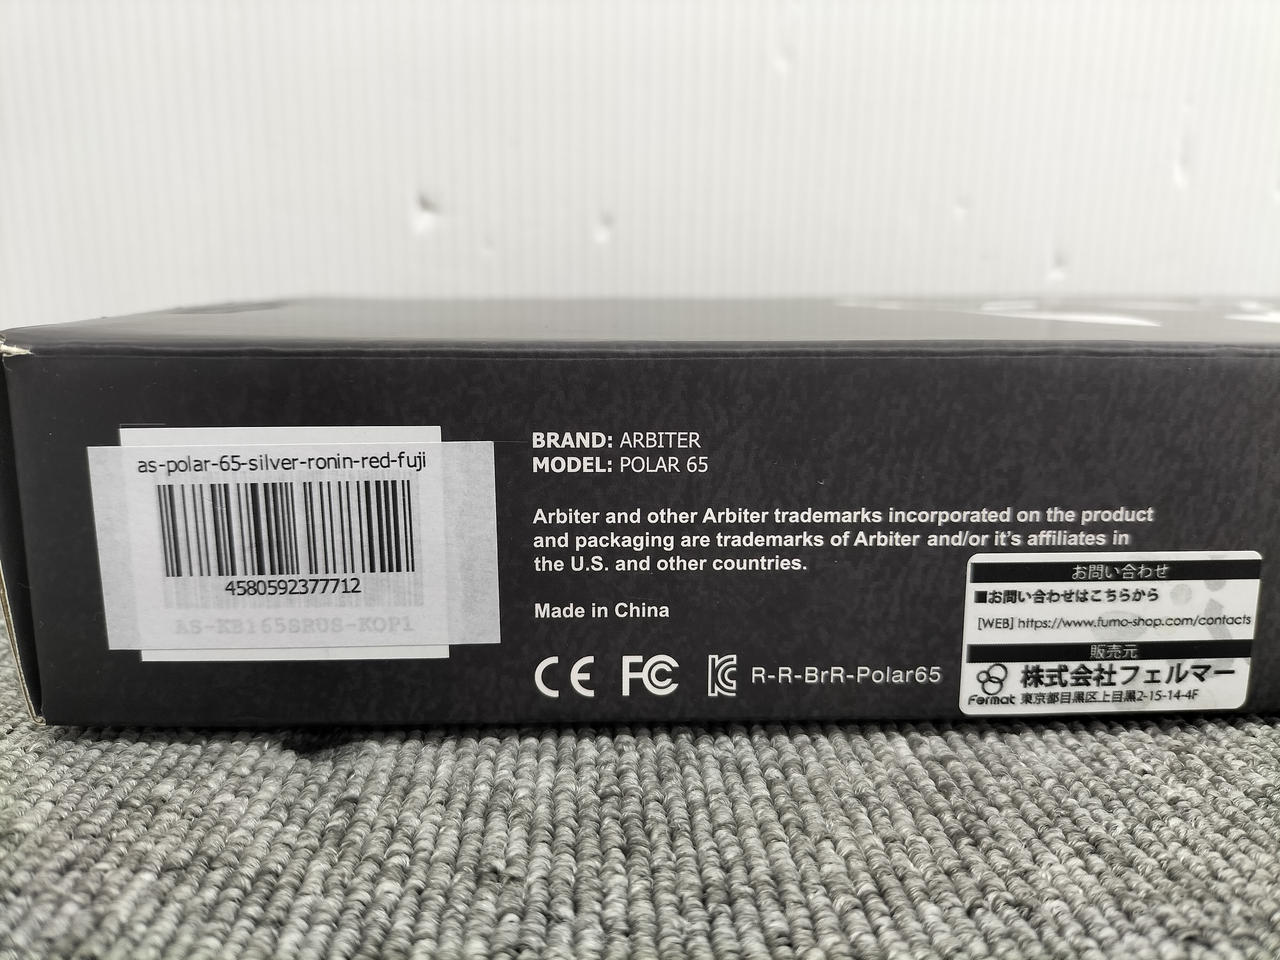 as-polar-65-silver-ronin-red-fuji
4580592377712
AS-KB165SRUS-KOP1
BRAND: ARBITER
MODEL: POLAR 65
Arbiter and other Arbiter trademarks incorporated on the product
and packaging are trademarks of Arbiter and/or it's affiliates in
the U.S. and other countries.
Made in China
CE FC R-R-BrR-Polar65
お問い合わせ
■お問い合わせはこちらから
[WEB] https://www.fumo-shop.com/contacts
販売元
Fermat 株式会社フェルマー
東京都目黒区上目黒2-15-14-4F